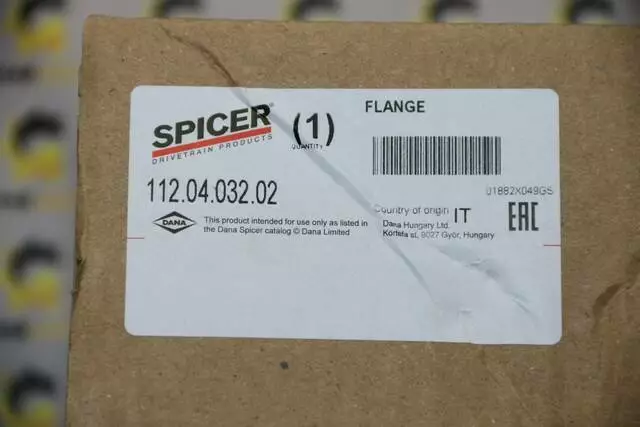 SPICER®
DRIVETRAIN PRODUCTS
(1)
QUANTITY
FLANGE
112.04.032.02
01882X049GS
DANA
This product intended for use only as listed in
the Dana Spicer catalog © Dana Limited
Country of origin IT
Dana Hungary Ltd.
9027 Győr, Hungary
EAC